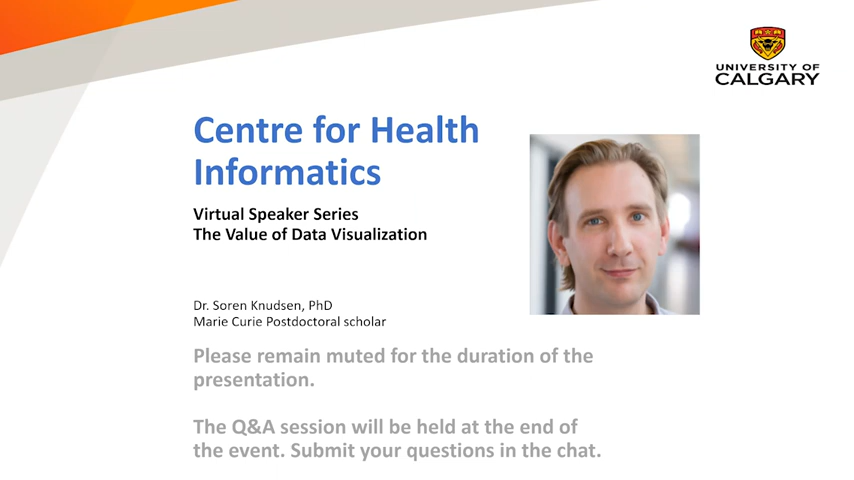 UNIVERSITY OF
CALGARY
Centre for Health
Informatics
Virtual Speaker Series
The Value of Data Visualization
Dr. Soren Knudsen, PhD
Marie Curie Postdoctoral scholar
Please remain muted for the duration of the
presentation.
The Q&A session will be held at the end of
the event. Submit your questions in the chat.